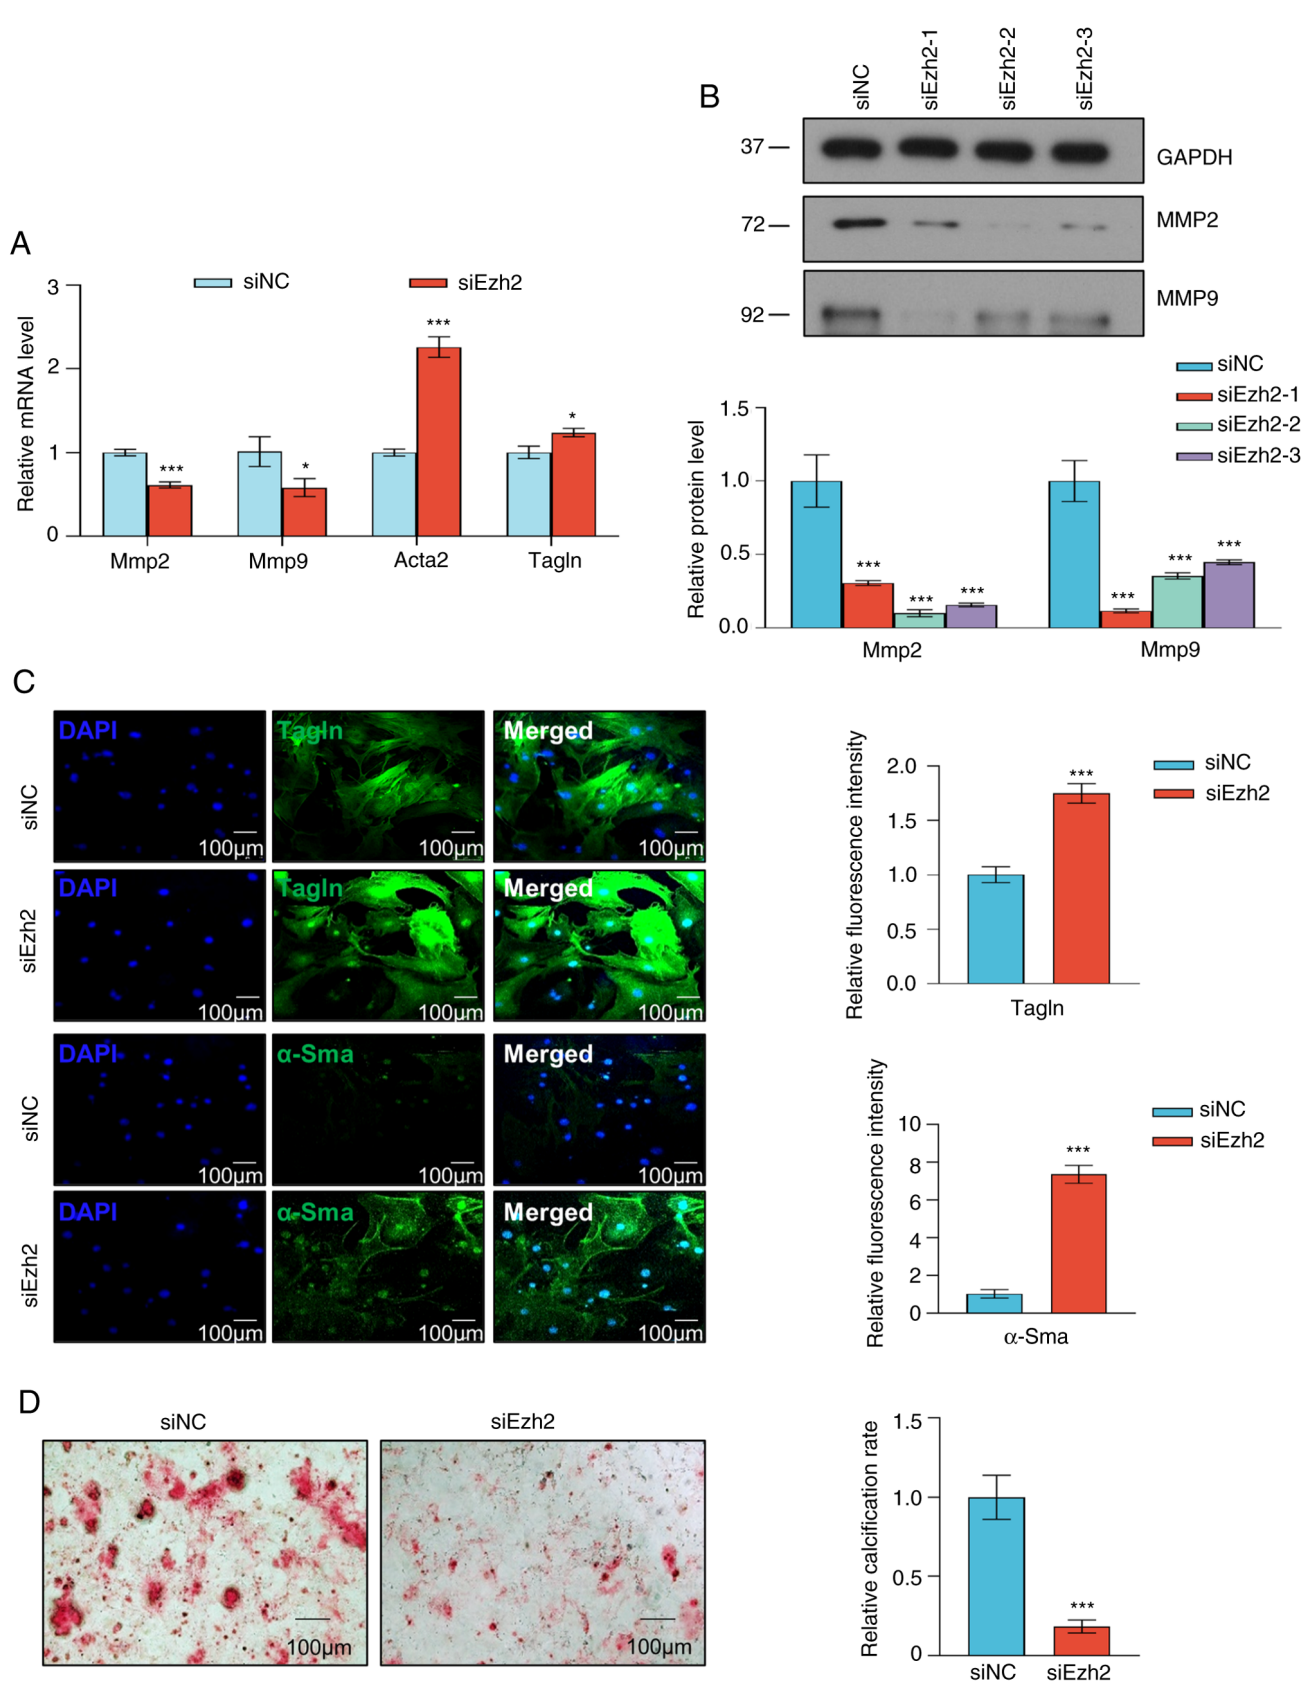 A
siNC
siEzh2
Relative mRNA level
3
2
1
0
***
*
***
*
Mmp2
Mmp9
Acta2
Tagln
B
siNC
siEzh2-1
siEzh2-2
siEzh2-3
37
GAPDH
72
MMP2
92
MMP9
siNC
siEzh2-1
siEzh2-2
siEzh2-3
Relative protein level
1.5
1.0
0.5
0.0
***
***
***
***
***
***
Mmp2
Mmp9
C
siNC
DAPI
100μm
Tagln
100μm
Merged
100μm
siEzh2
DAPI
100μm
Tagln
100μm
Merged
100μm
siNC
DAPI
100μm
α-Sma
100μm
Merged
100μm
siEzh2
DAPI
100μm
α-Sma
100μm
Merged
100μm
Relative fluorescence intensity
2.0
1.5
1.0
0.5
0.0
***
Tagln
siNC
siEzh2
Relative fluorescence intensity
10
8
6
4
2
0
***
α-Sma
siNC
siEzh2
D
siNC
100μm
siEzh2
100μm
Relative calcification rate
1.5
1.0
0.5
0
***
siNC
siEzh2